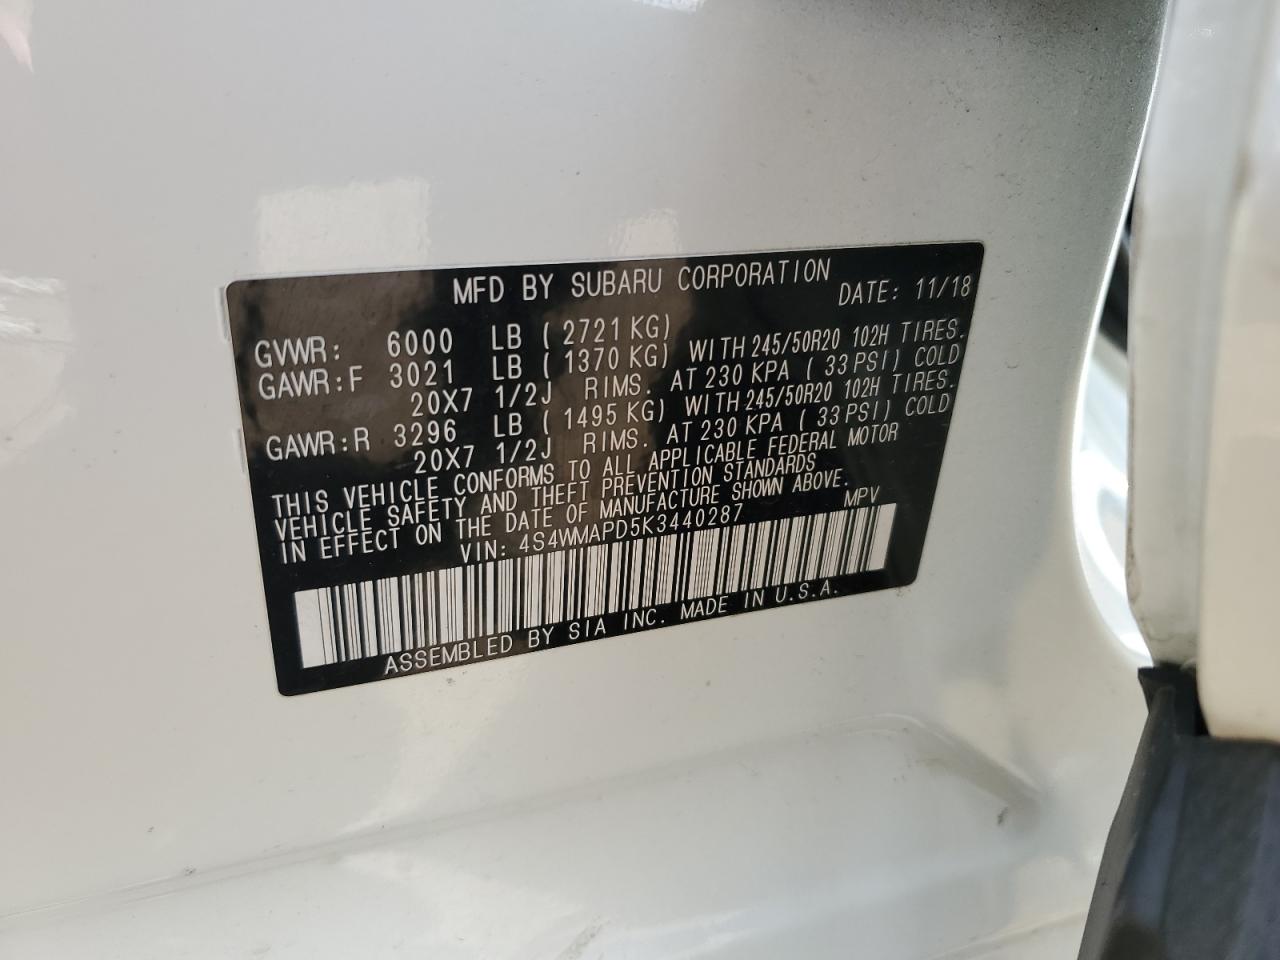 MFD BY SUBARU CORPORATION
DATE: 11/18
GVWR: 6000 LB ( 2721 KG)
GAWR:F 3021 LB ( 1370 KG) WITH 245/50R20 102H TIRES.
20X7 1/2J RIMS. AT 230 KPA ( 33 PSI) COLD
GAWR:R 3296 LB ( 1495 KG) WITH 245/50R20 102H TIRES.
20X7 1/2J RIMS. AT 230 KPA ( 33 PSI) COLD
THIS VEHICLE CONFORMS TO ALL APPLICABLE FEDERAL MOTOR
VEHICLE SAFETY AND THEFT PREVENTION STANDARDS
IN EFFECT ON THE DATE OF MANUFACTURE SHOWN ABOVE.
VIN: 4S4WMAPD5K3440287 MPV
ASSEMBLED BY SIA INC. MADE IN U.S.A.